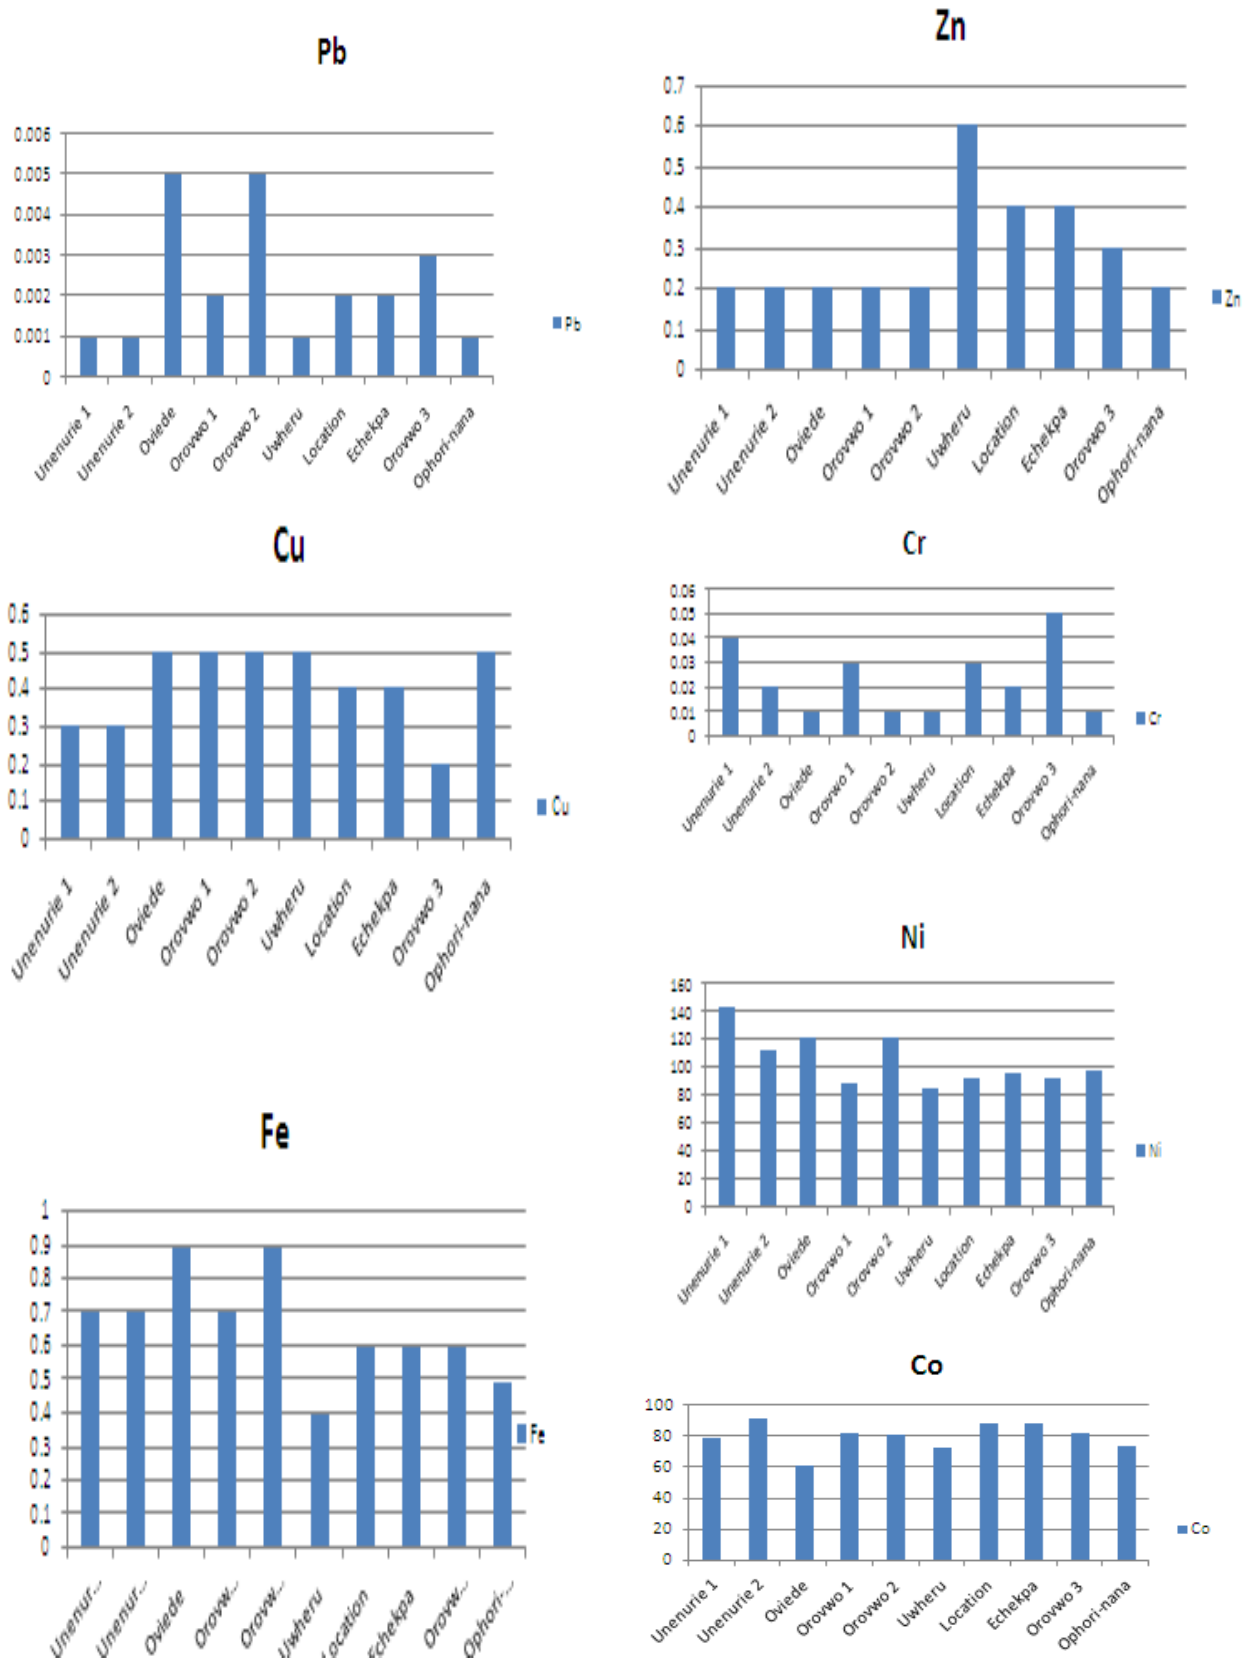 Pb
0.006
0.005
0.004
0.003
0.002
0.001
0
Unenurie 1
Unenurie 2
Oviede
Orovwo 1
Orovwo 2
Uwheru
Location
Echekpa
Orovwo 3
Ophori-nana
Pb
Zn
0.7
0.6
0.5
0.4
0.3
0.2
0.1
0
Unenurie 1
Unenurie 2
Oviede
Orovwo 1
Orovwo 2
Uwheru
Location
Echekpa
Orovwo 3
Ophori-nana
Zn
Cu
0.6
0.5
0.4
0.3
0.2
0.1
0
Unenurie 1
Unenurie 2
Oviede
Orovwo 1
Orovwo 2
Uwheru
Location
Echekpa
Orovwo 3
Ophori-nana
Cu
Cr
0.06
0.05
0.04
0.03
0.02
0.01
0
Unenurie 1
Unenurie 2
Oviede
Orovwo 1
Orovwo 2
Uwheru
Location
Echekpa
Orovwo 3
Ophori-nana
Cr
Ni
160
140
120
100
80
60
40
20
0
Unenurie 1
Unenurie 2
Oviede
Orovwo 1
Orovwo 2
Uwheru
Location
Echekpa
Orovwo 3
Ophori-nana
Ni
Fe
1
0.9
0.8
0.7
0.6
0.5
0.4
0.3
0.2
0.1
0
Unenur...
Unenur...
Oviede
Orovw...
Orovw...
Uwheru
Location
Echekpa
Orovw...
Ophori-...
Fe
Co
100
80
60
40
20
0
Unenurie 1
Unenurie 2
Oviede
Orovwo 1
Orovwo 2
Uwheru
Location
Echekpa
Orovwo 3
Ophori-nana
Co